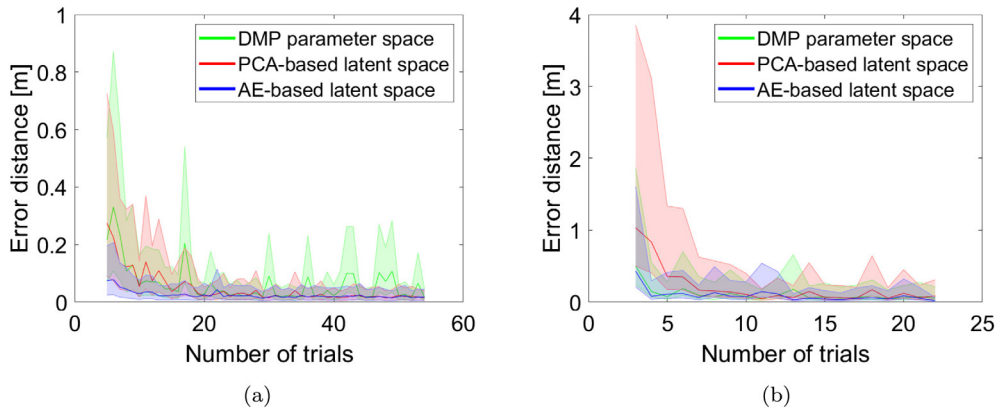 1
0.8
0.6
0.4
0.2
0
0
20
40
60
Error distance [m]
Number of trials
DMP parameter space
PCA-based latent space
AE-based latent space
(a)
4
3
2
1
0
0
5
10
15
20
25
Error distance [m]
Number of trials
DMP parameter space
PCA-based latent space
AE-based latent space
(b)